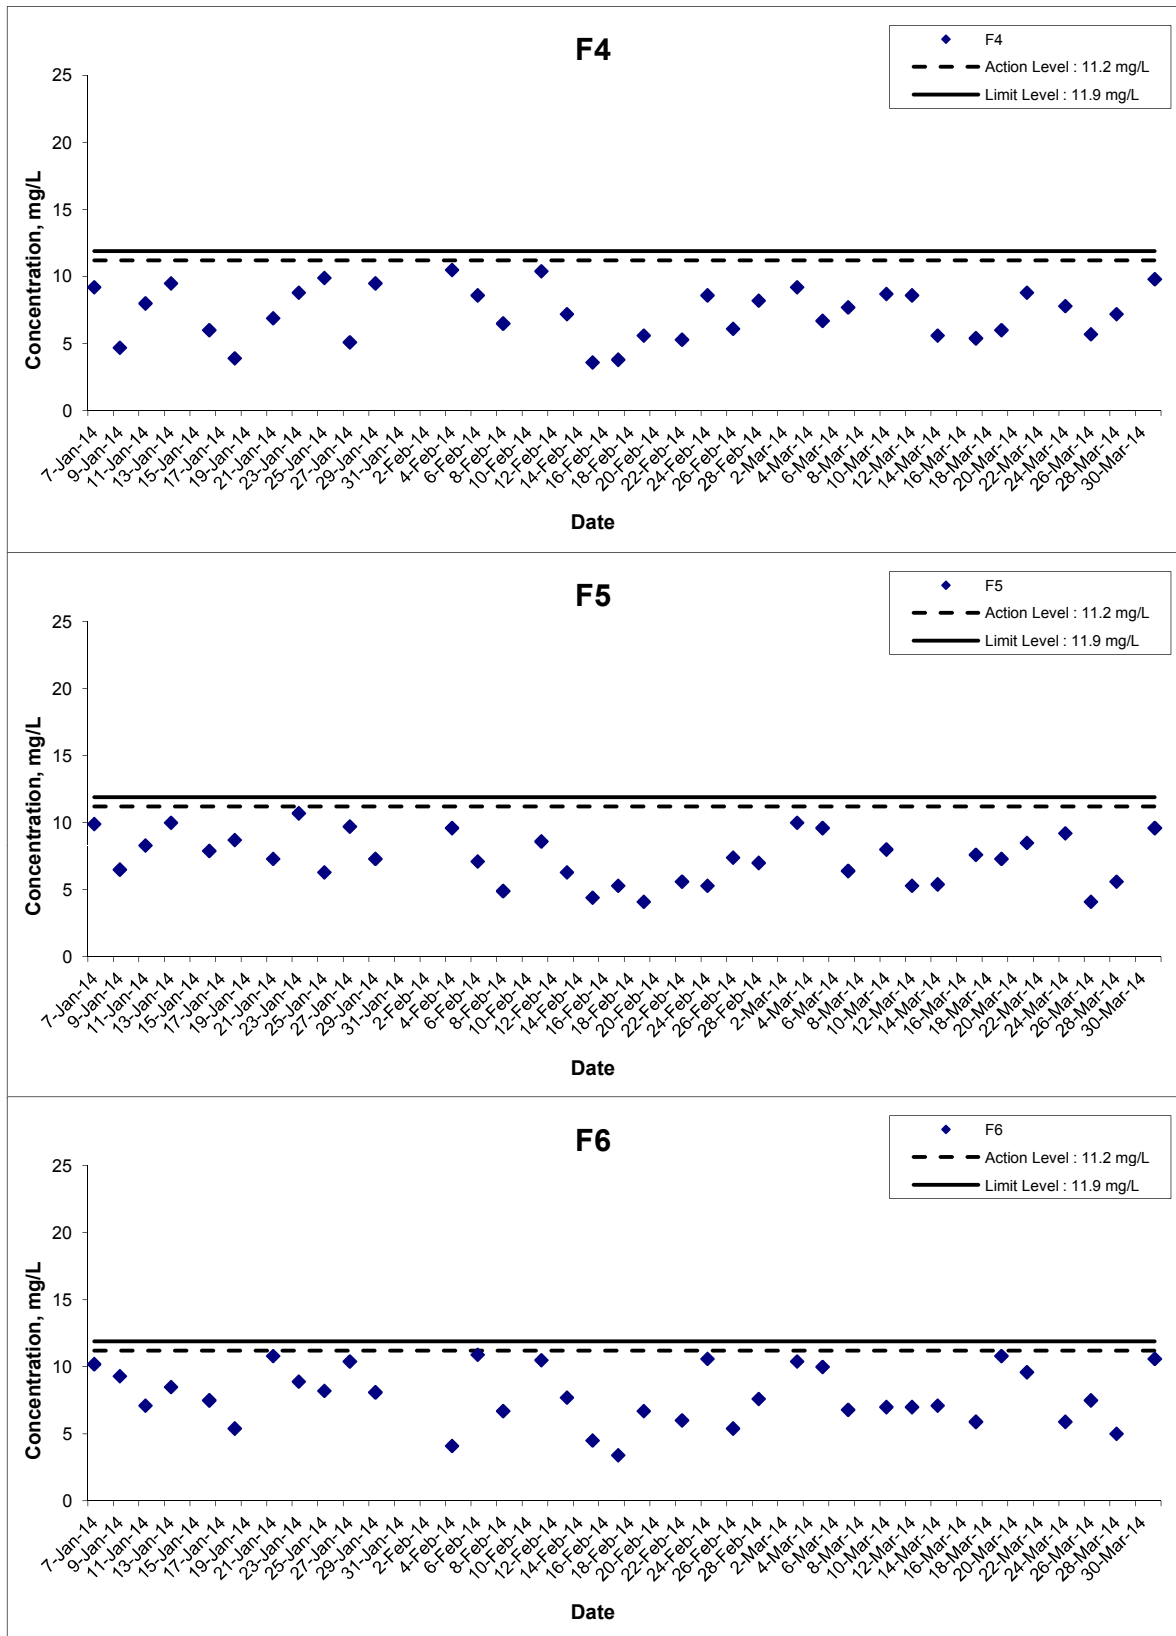 F4
F4
Action Level : 11.2 mg/L
Limit Level : 11.9 mg/L
Concentration, mg/L
25
20
15
10
5
0
7-Jan-14 9-Jan-14 11-Jan-14 13-Jan-14 15-Jan-14 17-Jan-14 19-Jan-14 21-Jan-14 23-Jan-14 25-Jan-14 27-Jan-14 29-Jan-14 31-Jan-14 2-Feb-14 4-Feb-14 6-Feb-14 8-Feb-14 10-Feb-14 12-Feb-14 14-Feb-14 16-Feb-14 18-Feb-14 20-Feb-14 22-Feb-14 24-Feb-14 26-Feb-14 28-Feb-14 2-Mar-14 4-Mar-14 6-Mar-14 8-Mar-14 10-Mar-14 12-Mar-14 14-Mar-14 16-Mar-14 18-Mar-14 20-Mar-14 22-Mar-14 24-Mar-14 26-Mar-14 28-Mar-14 30-Mar-14
Date
F5
F5
Action Level : 11.2 mg/L
Limit Level : 11.9 mg/L
Concentration, mg/L
25
20
15
10
5
0
7-Jan-14 9-Jan-14 11-Jan-14 13-Jan-14 15-Jan-14 17-Jan-14 19-Jan-14 21-Jan-14 23-Jan-14 25-Jan-14 27-Jan-14 29-Jan-14 31-Jan-14 2-Feb-14 4-Feb-14 6-Feb-14 8-Feb-14 10-Feb-14 12-Feb-14 14-Feb-14 16-Feb-14 18-Feb-14 20-Feb-14 22-Feb-14 24-Feb-14 26-Feb-14 28-Feb-14 2-Mar-14 4-Mar-14 6-Mar-14 8-Mar-14 10-Mar-14 12-Mar-14 14-Mar-14 16-Mar-14 18-Mar-14 20-Mar-14 22-Mar-14 24-Mar-14 26-Mar-14 28-Mar-14 30-Mar-14
Date
F6
F6
Action Level : 11.2 mg/L
Limit Level : 11.9 mg/L
Concentration, mg/L
25
20
15
10
5
0
7-Jan-14 9-Jan-14 11-Jan-14 13-Jan-14 15-Jan-14 17-Jan-14 19-Jan-14 21-Jan-14 23-Jan-14 25-Jan-14 27-Jan-14 29-Jan-14 31-Jan-14 2-Feb-14 4-Feb-14 6-Feb-14 8-Feb-14 10-Feb-14 12-Feb-14 14-Feb-14 16-Feb-14 18-Feb-14 20-Feb-14 22-Feb-14 24-Feb-14 26-Feb-14 28-Feb-14 2-Mar-14 4-Mar-14 6-Mar-14 8-Mar-14 10-Mar-14 12-Mar-14 14-Mar-14 16-Mar-14 18-Mar-14 20-Mar-14 22-Mar-14 24-Mar-14 26-Mar-14 28-Mar-14 30-Mar-14
Date